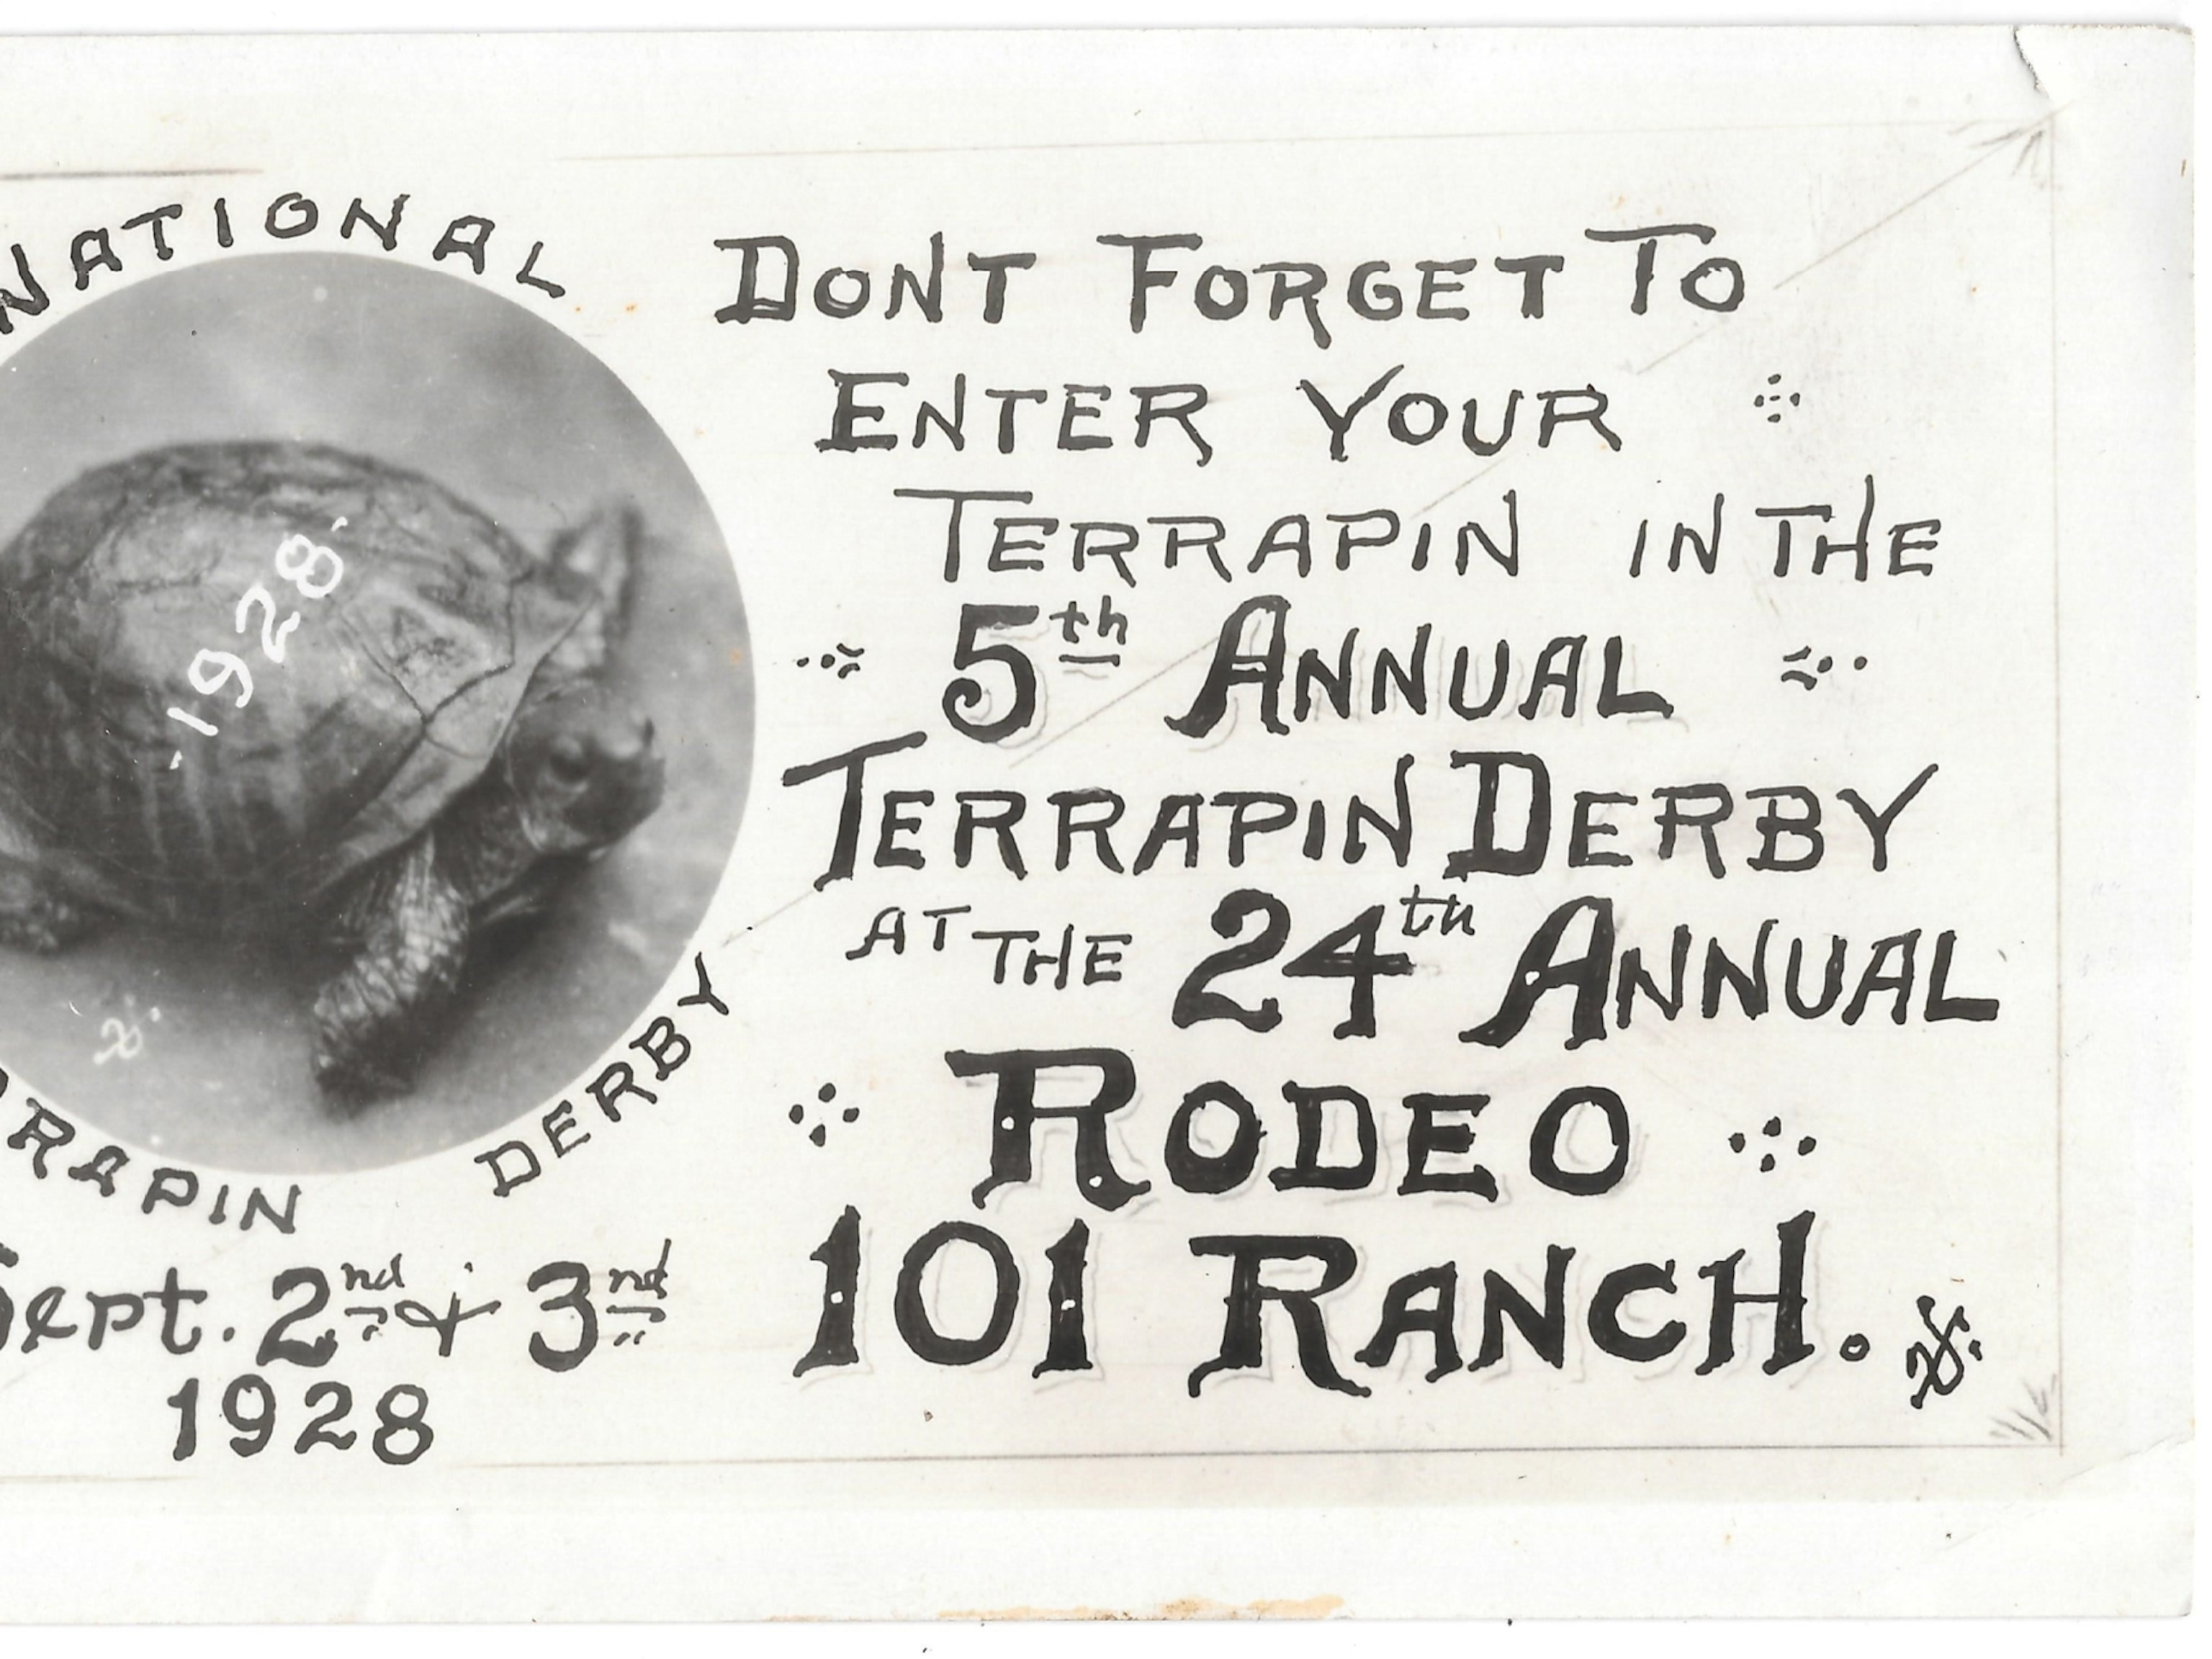 NATIONAL
-1928-
RAPIN DERBY
Sept. 2nd & 3rd
1928
DONT FORGET TO
ENTER YOUR
TERRAPIN IN THE
5th ANNUAL
TERRAPIN DERBY
AT THE 24th ANNUAL
RODEO
101 RANCH.